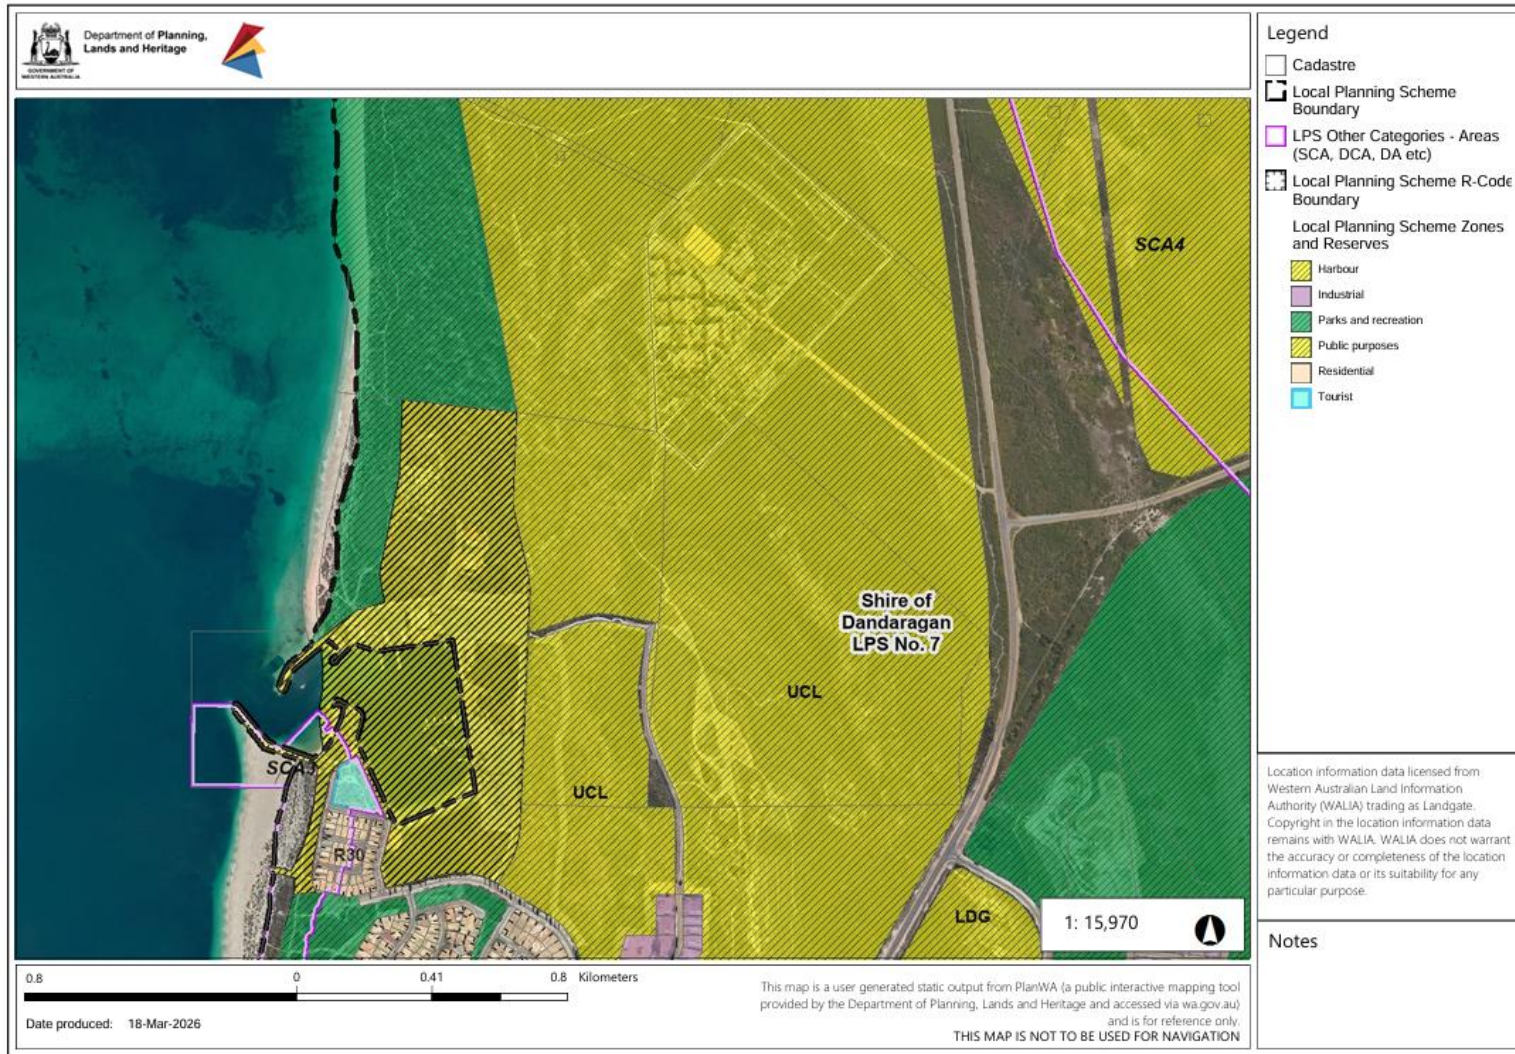 Department of Planning,
Lands and Heritage
GOVERNMENT OF
WESTERN AUSTRALIA
SCA4
Shire of
Dandaragan
LPS No. 7
UCL
UCL
SCA3
R30
LDG
1: 15,970
Legend
Cadastre
Local Planning Scheme
Boundary
LPS Other Categories - Areas
(SCA, DCA, DA etc)
Local Planning Scheme R-Code
Boundary
Local Planning Scheme Zones
and Reserves
Harbour
Industrial
Parks and recreation
Public purposes
Residential
Tourist
Location information data licensed from
Western Australian Land Information
Authority (WALIA) trading as Landgate.
Copyright in the location information data
remains with WALIA. WALIA does not warrant
the accuracy or completeness of the location
information data or its suitability for any
particular purpose.
Notes
0.8 0 0.41 0.8 Kilometers
Date produced: 18-Mar-2026
This map is a user generated static output from PlanWA (a public interactive mapping tool
provided by the Department of Planning, Lands and Heritage and accessed via wa.gov.au)
and is for reference only.
THIS MAP IS NOT TO BE USED FOR NAVIGATION